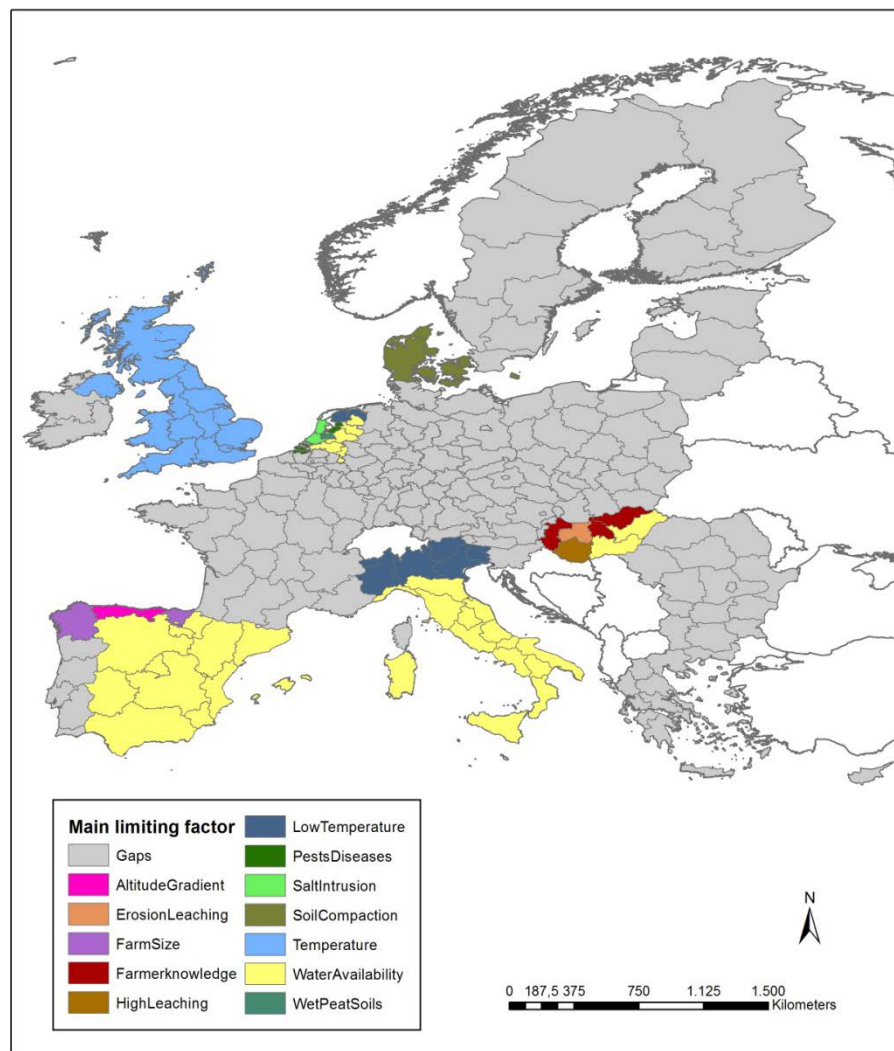 Main limiting factor
Gaps
AltitudeGradient
ErosionLeaching
FarmSize
Farmerknowledge
HighLeaching
LowTemperature
PestsDiseases
SaltIntrusion
SoilCompaction
Temperature
WaterAvailability
WetPeatSoils
N
0 187,5 375 750 1.125 1.500
Kilometers